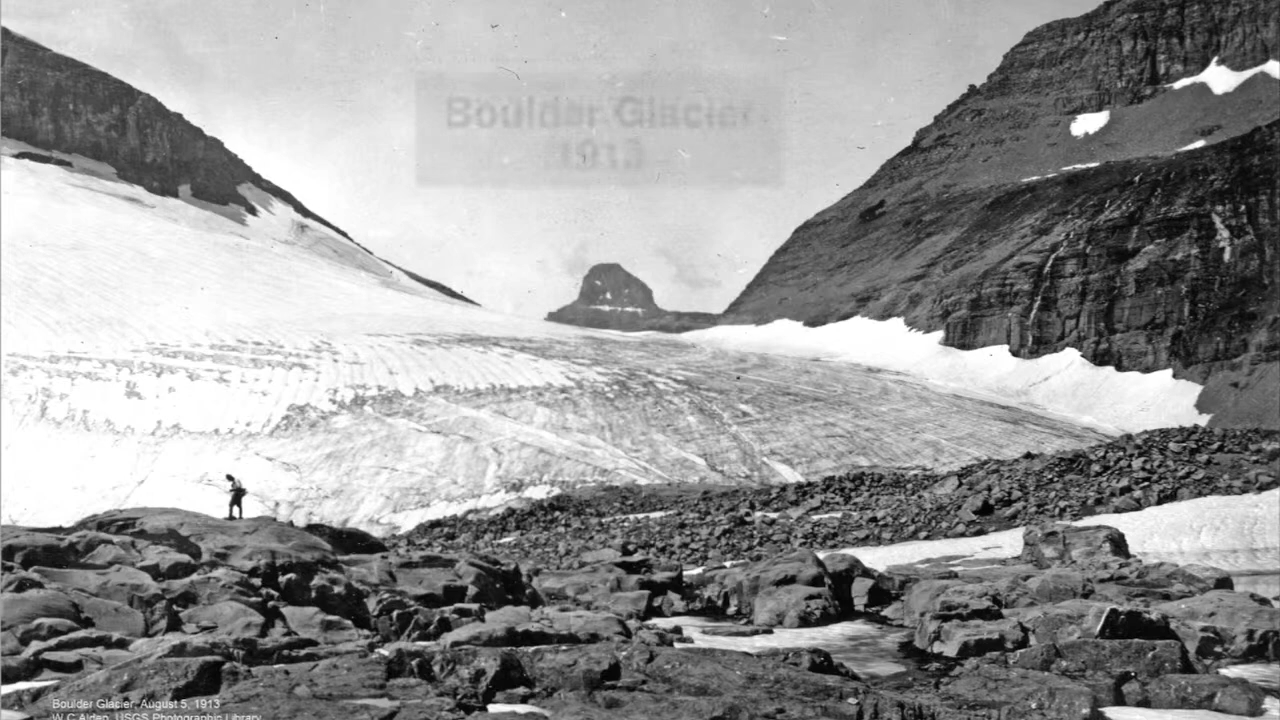 Boulder Glacier
1913
Boulder Glacier, August 5, 1913
W.C Alden, USGS Photographic Library